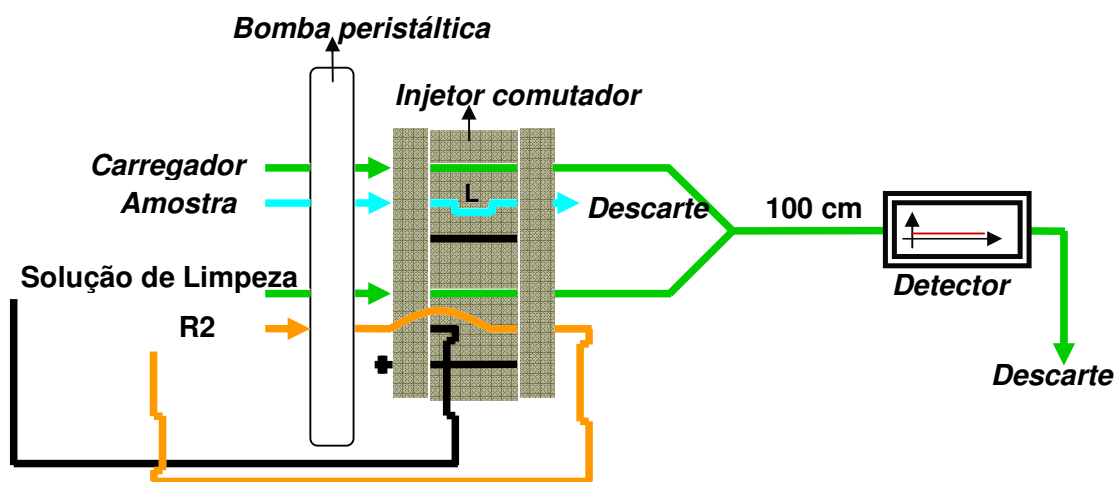 Bomba peristáltica
Injetor comutador
Carregador
Amostra
L
Descarte
100 cm
Solução de Limpeza
R2
Detector
Descarte